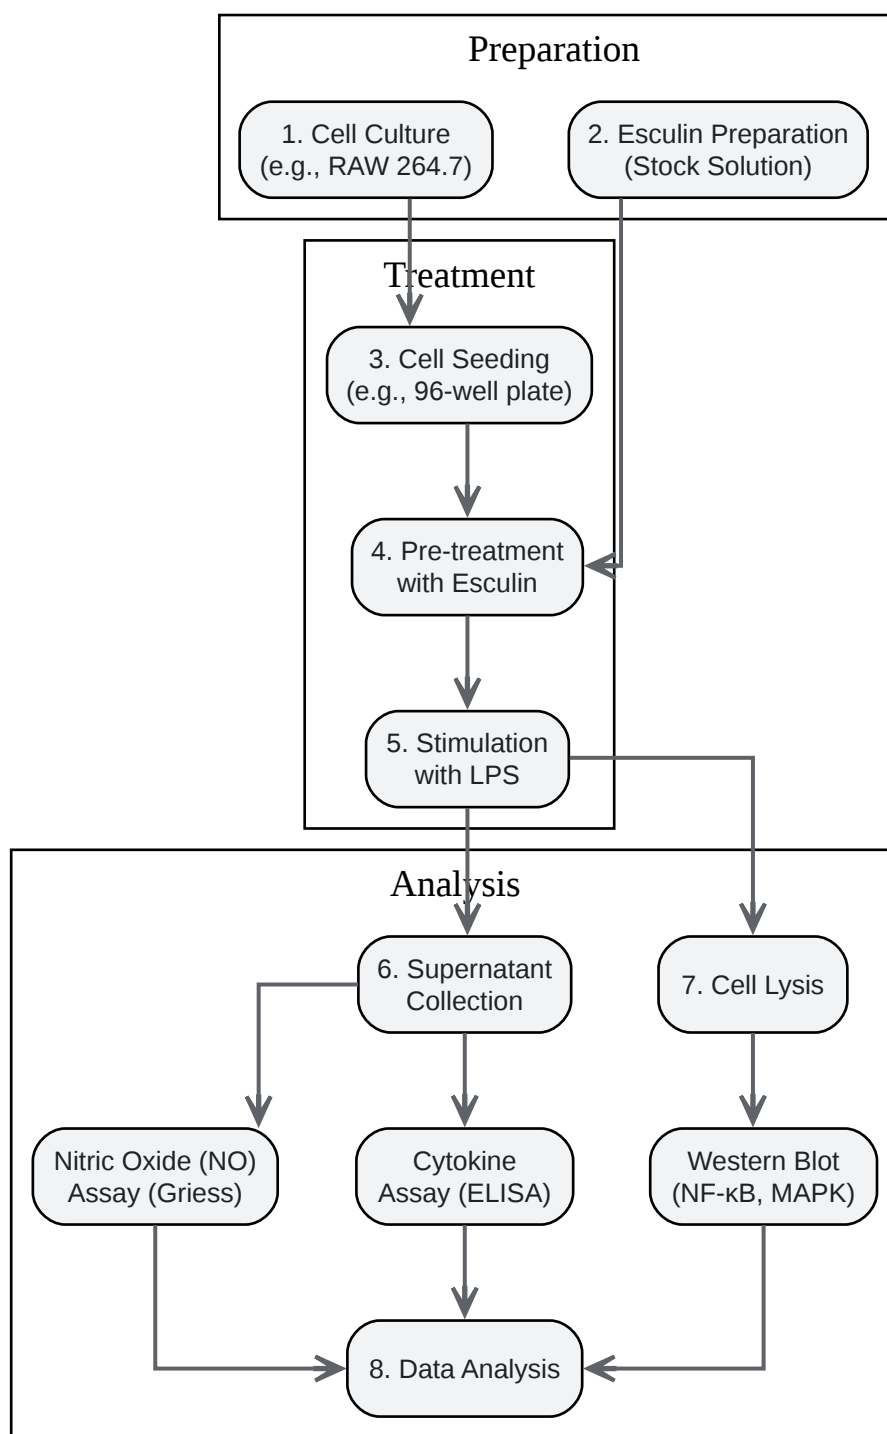 Preparation
1. Cell Culture
(e.g., RAW 264.7)
2. Esculin Preparation
(Stock Solution)
Treatment
3. Cell Seeding
(e.g., 96-well plate)
4. Pre-treatment
with Esculin
5. Stimulation
with LPS
Analysis
6. Supernatant
Collection
7. Cell Lysis
Nitric Oxide (NO)
Assay (Griess)
Cytokine
Assay (ELISA)
Western Blot
(NF-κB, MAPK)
8. Data Analysis